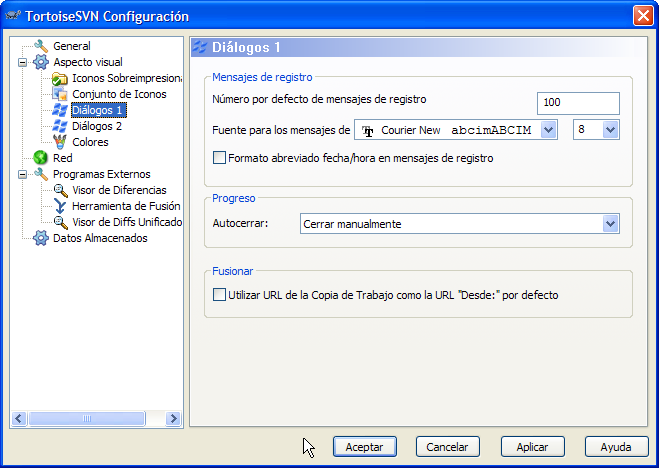 TortoiseSVN Configuración
General
Aspecto visual
Iconos Sobreimpresiona
Conjunto de Iconos
Diálogos 1
Diálogos 2
Colores
Red
Programas Externos
Visor de Diferencias
Herramienta de Fusión
Visor de Diffs Unificado
Datos Almacenados
Diálogos 1
Mensajes de registro
Número por defecto de mensajes de registro 100
Fuente para los mensajes de Courier New abcimABCIM 8
Formato abreviado fecha/hora en mensajes de registro
Progreso
Autocerrar: Cerrar manualmente
Fusionar
Utilizar URL de la Copia de Trabajo como la URL "Desde:" por defecto
Aceptar Cancelar Aplicar Ayuda